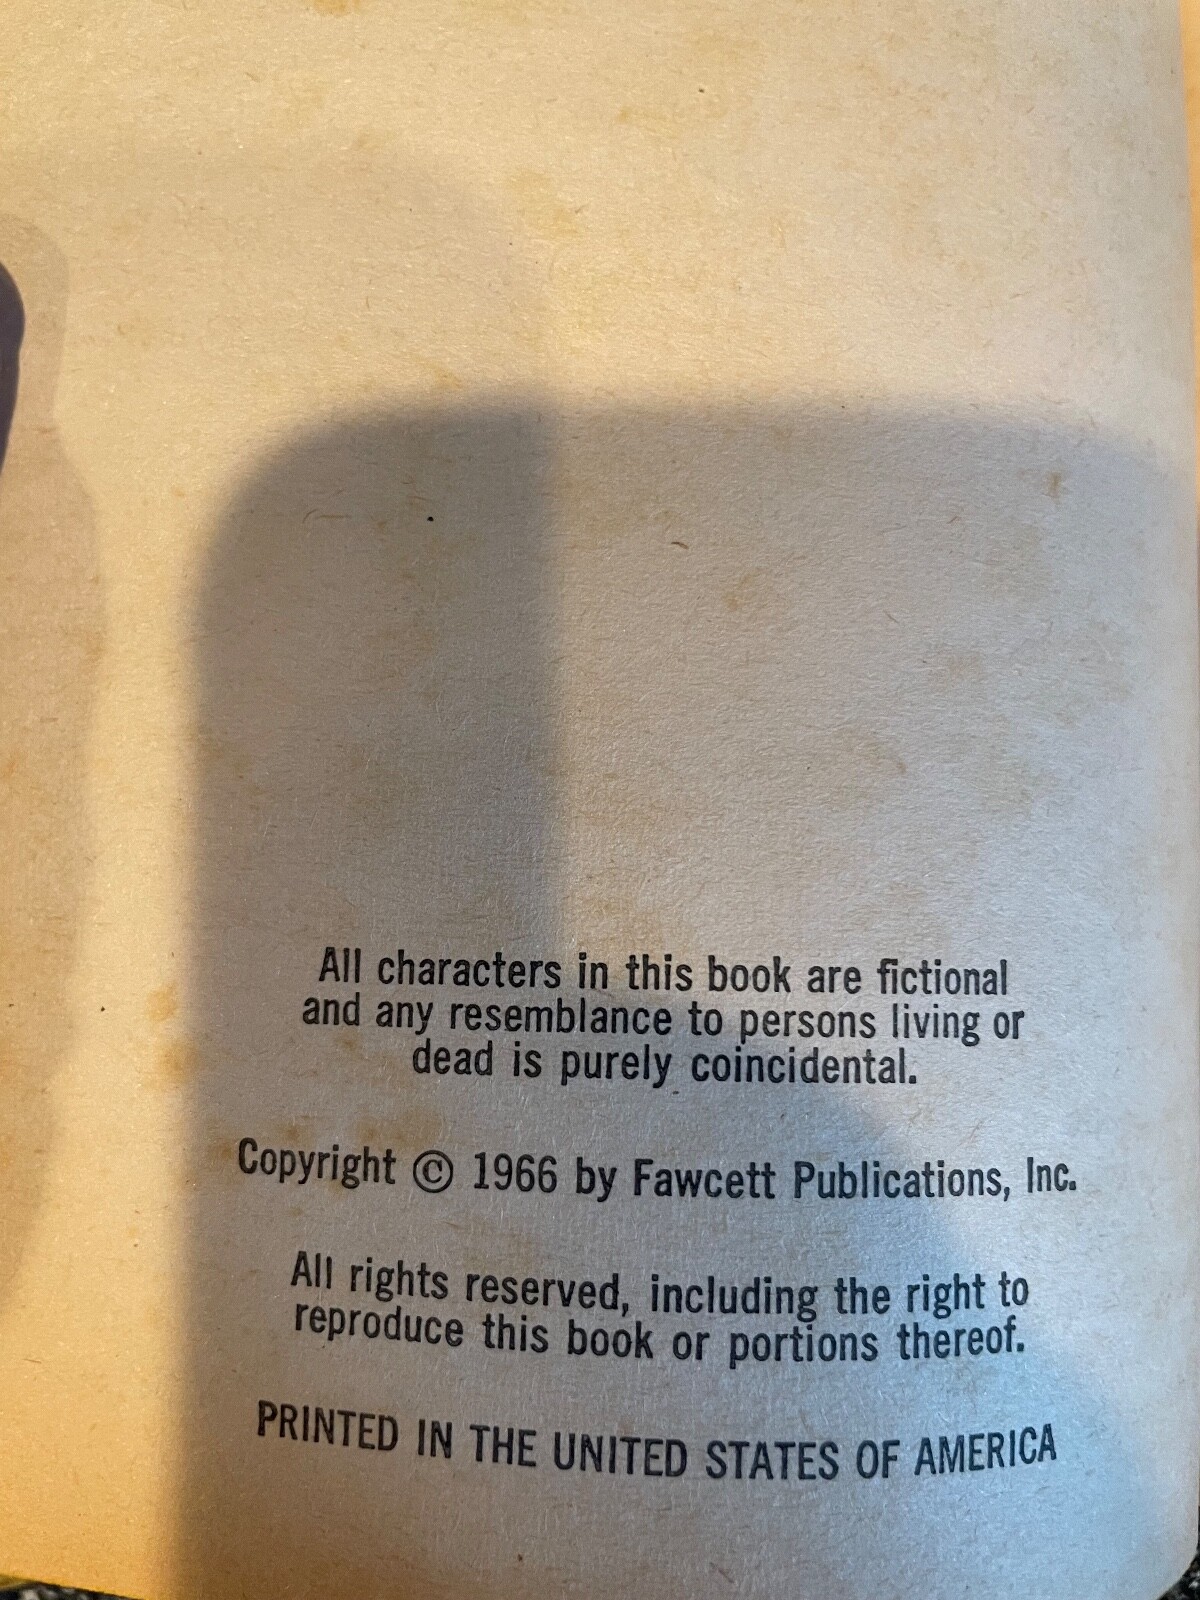 All characters in this book are fictional
and any resemblance to persons living or
dead is purely coincidental.
Copyright © 1966 by Fawcett Publications, Inc.
All rights reserved, including the right to
reproduce this book or portions thereof.
PRINTED IN THE UNITED STATES OF AMERICA